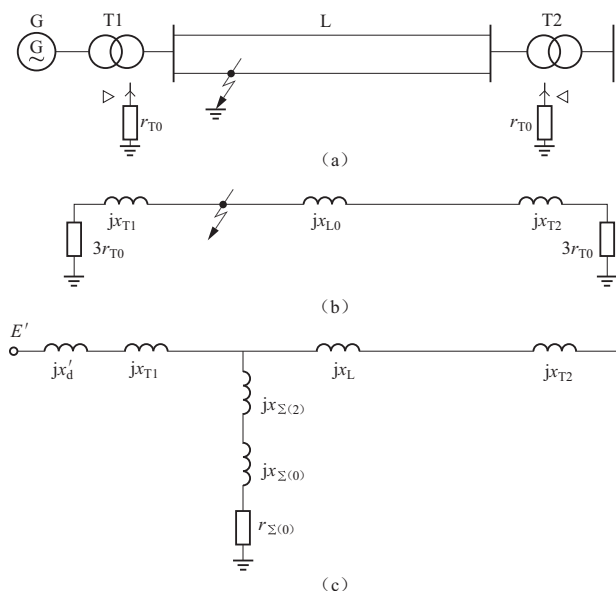 G T1 L T2
G
~
r_T0 r_T0
(a)
jx_T1 jx_L0 jx_T2
3r_T0 3r_T0
(b)
E′
jx′_d jx_T1 jx_L jx_T2
jx_Σ(2)
jx_Σ(0)
r_Σ(0)
(c)